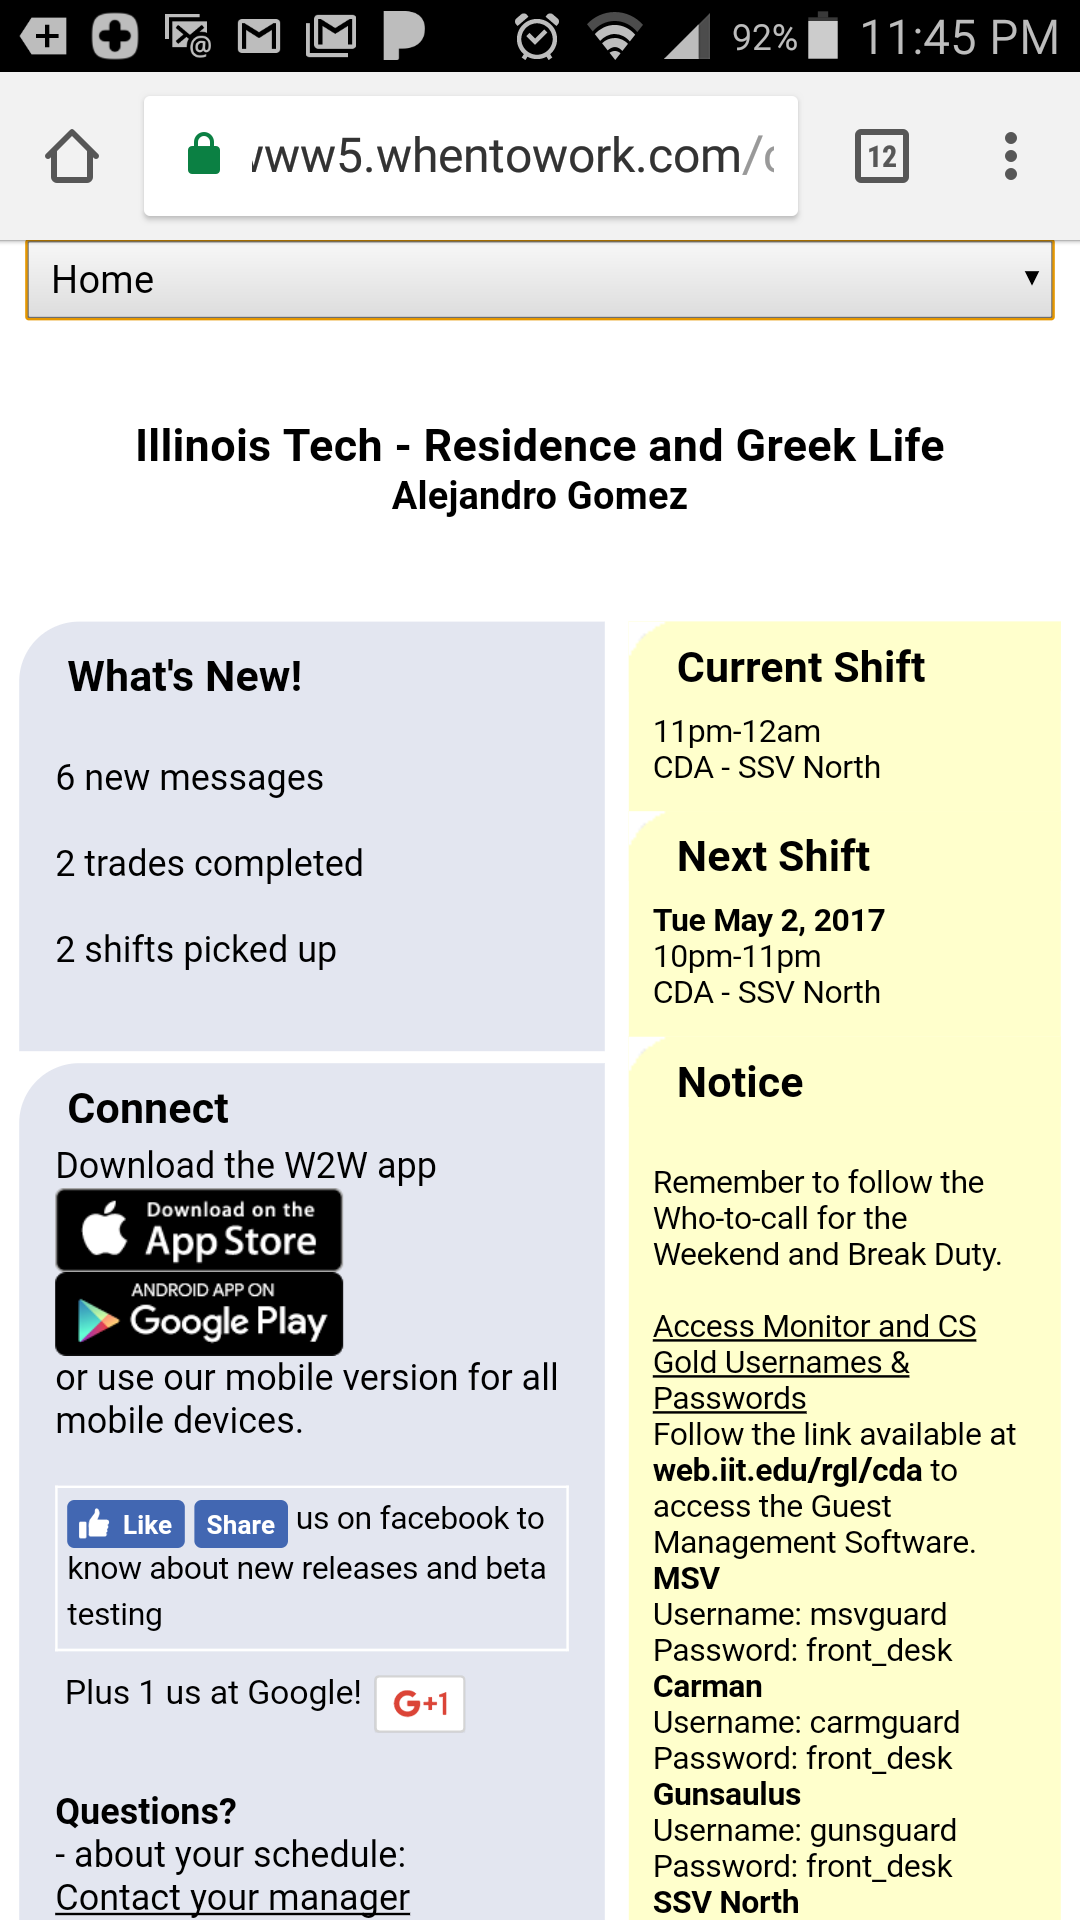 92% 11:45 PM
www5.whentowork.com/
12
Home
Illinois Tech - Residence and Greek Life
Alejandro Gomez
What's New!
6 new messages
2 trades completed
2 shifts picked up
Connect
Download the W2W app
Download on the
App Store
ANDROID APP ON
Google Play
or use our mobile version for all
mobile devices.
Like Share us on facebook to
know about new releases and beta
testing
Plus 1 us at Google! G+1
Questions?
- about your schedule:
Contact your manager
Current Shift
11pm-12am
CDA - SSV North
Next Shift
Tue May 2, 2017
10pm-11pm
CDA - SSV North
Notice
Remember to follow the
Who-to-call for the
Weekend and Break Duty.
Access Monitor and CS
Gold Usernames &
Passwords
Follow the link available at
web.iit.edu/rgl/cda to
access the Guest
Management Software.
MSV
Username: msvguard
Password: front_desk
Carman
Username: carmguard
Password: front_desk
Gunsaulus
Username: gunsguard
Password: front_desk
SSV North